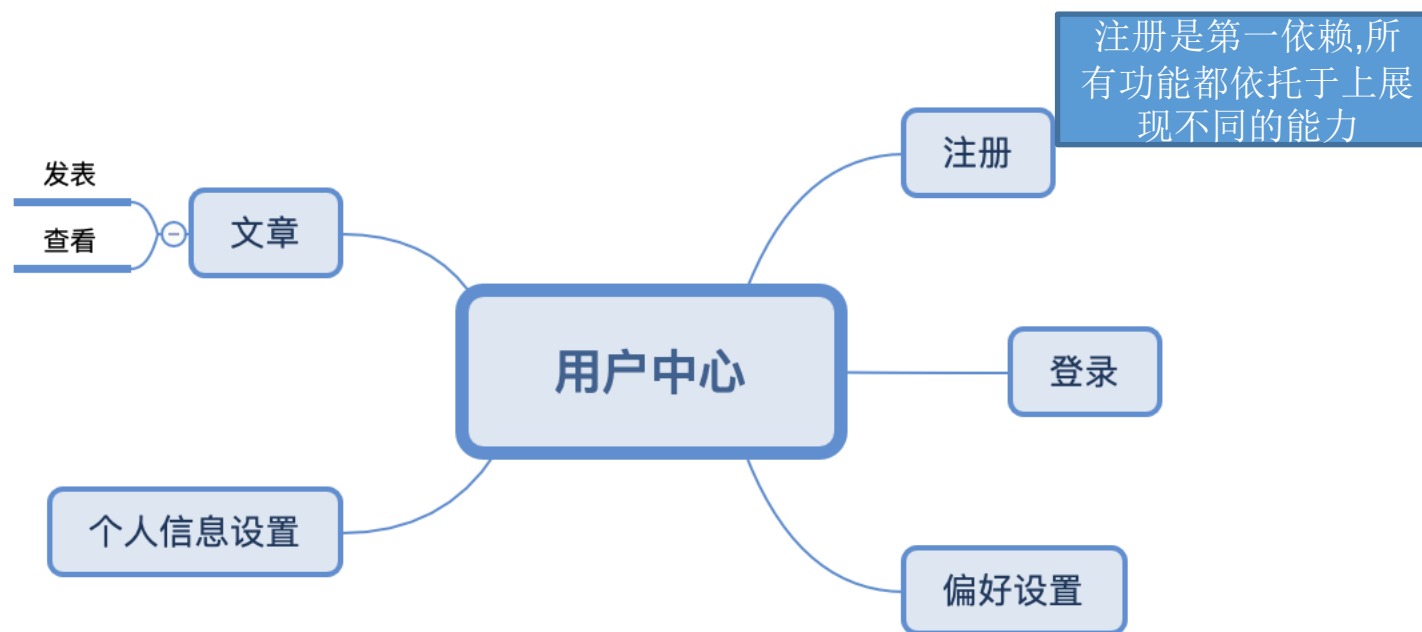 注册是第一依赖,所
有功能都依托于上展
现不同的能力
注册
发表
文章
查看
用户中心
登录
个人信息设置
偏好设置